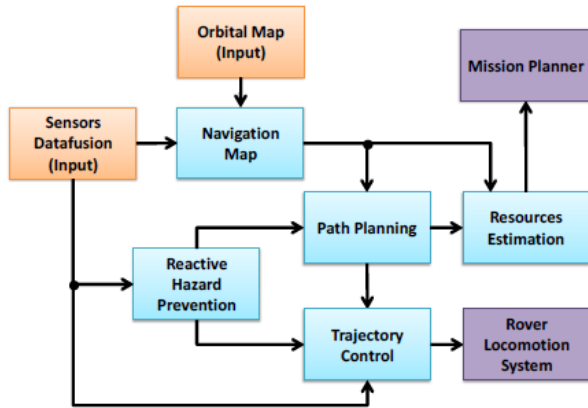 Orbital Map
(Input)
Mission Planner
Sensors
Datafusion
(Input)
Navigation
Map
Path Planning
Resources
Estimation
Reactive
Hazard
Prevention
Trajectory
Control
Rover
Locomotion
System